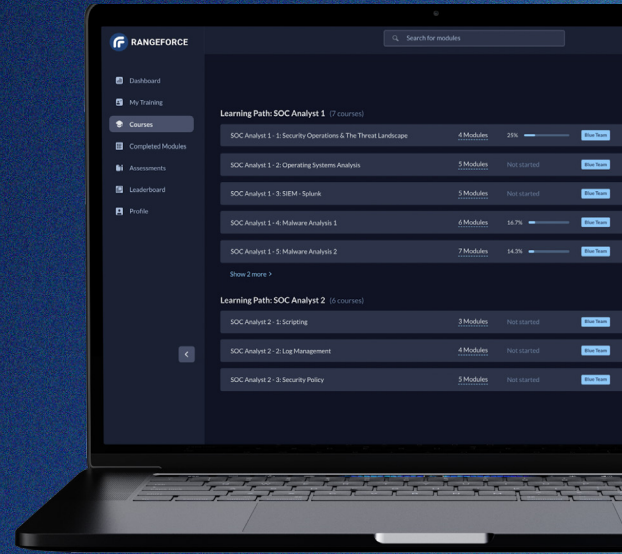 RANGEFORCE
Search for modules
Dashboard
My Training
Courses
Completed Modules
Assessments
Leaderboard
Profile
Learning Path: SOC Analyst 1 (7 courses)
SOC Analyst 1 - 1: Security Operations & The Threat Landscape 4 Modules 25% Blue Team
SOC Analyst 1 - 2: Operating Systems Analysis 5 Modules Not started Blue Team
SOC Analyst 1 - 3: SIEM - Splunk 5 Modules Not started Blue Team
SOC Analyst 1 - 4: Malware Analysis 1 6 Modules 16.7% Blue Team
SOC Analyst 1 - 5: Malware Analysis 2 7 Modules 14.3% Blue Team
Show 2 more >
Learning Path: SOC Analyst 2 (6 courses)
SOC Analyst 2 - 1: Scripting 3 Modules Not started Blue Team
SOC Analyst 2 - 2: Log Management 4 Modules Not started Blue Team
SOC Analyst 2 - 3: Security Policy 5 Modules Not started Blue Team